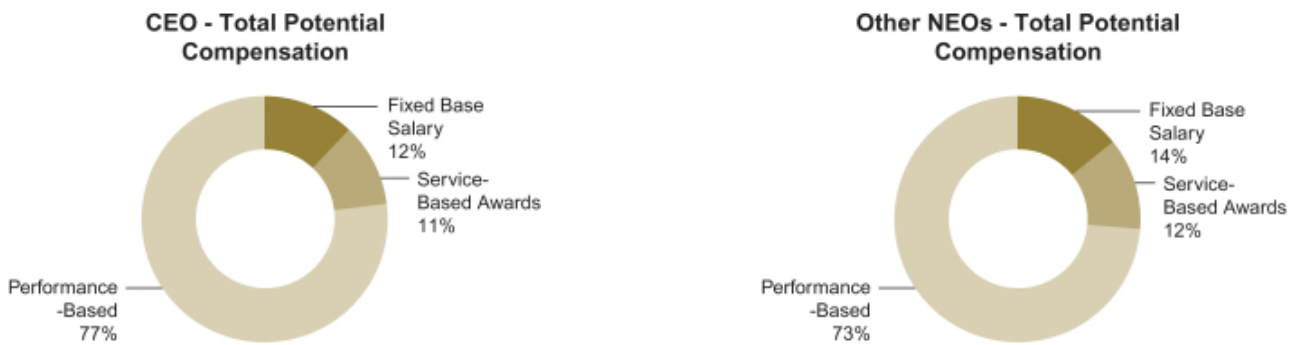 CEO - Total Potential
Compensation
Fixed Base
Salary
12%
Service-
Based Awards
11%
Performance
-Based
77%
Other NEOs - Total Potential
Compensation
Fixed Base
Salary
14%
Service-
Based Awards
12%
Performance
-Based
73%